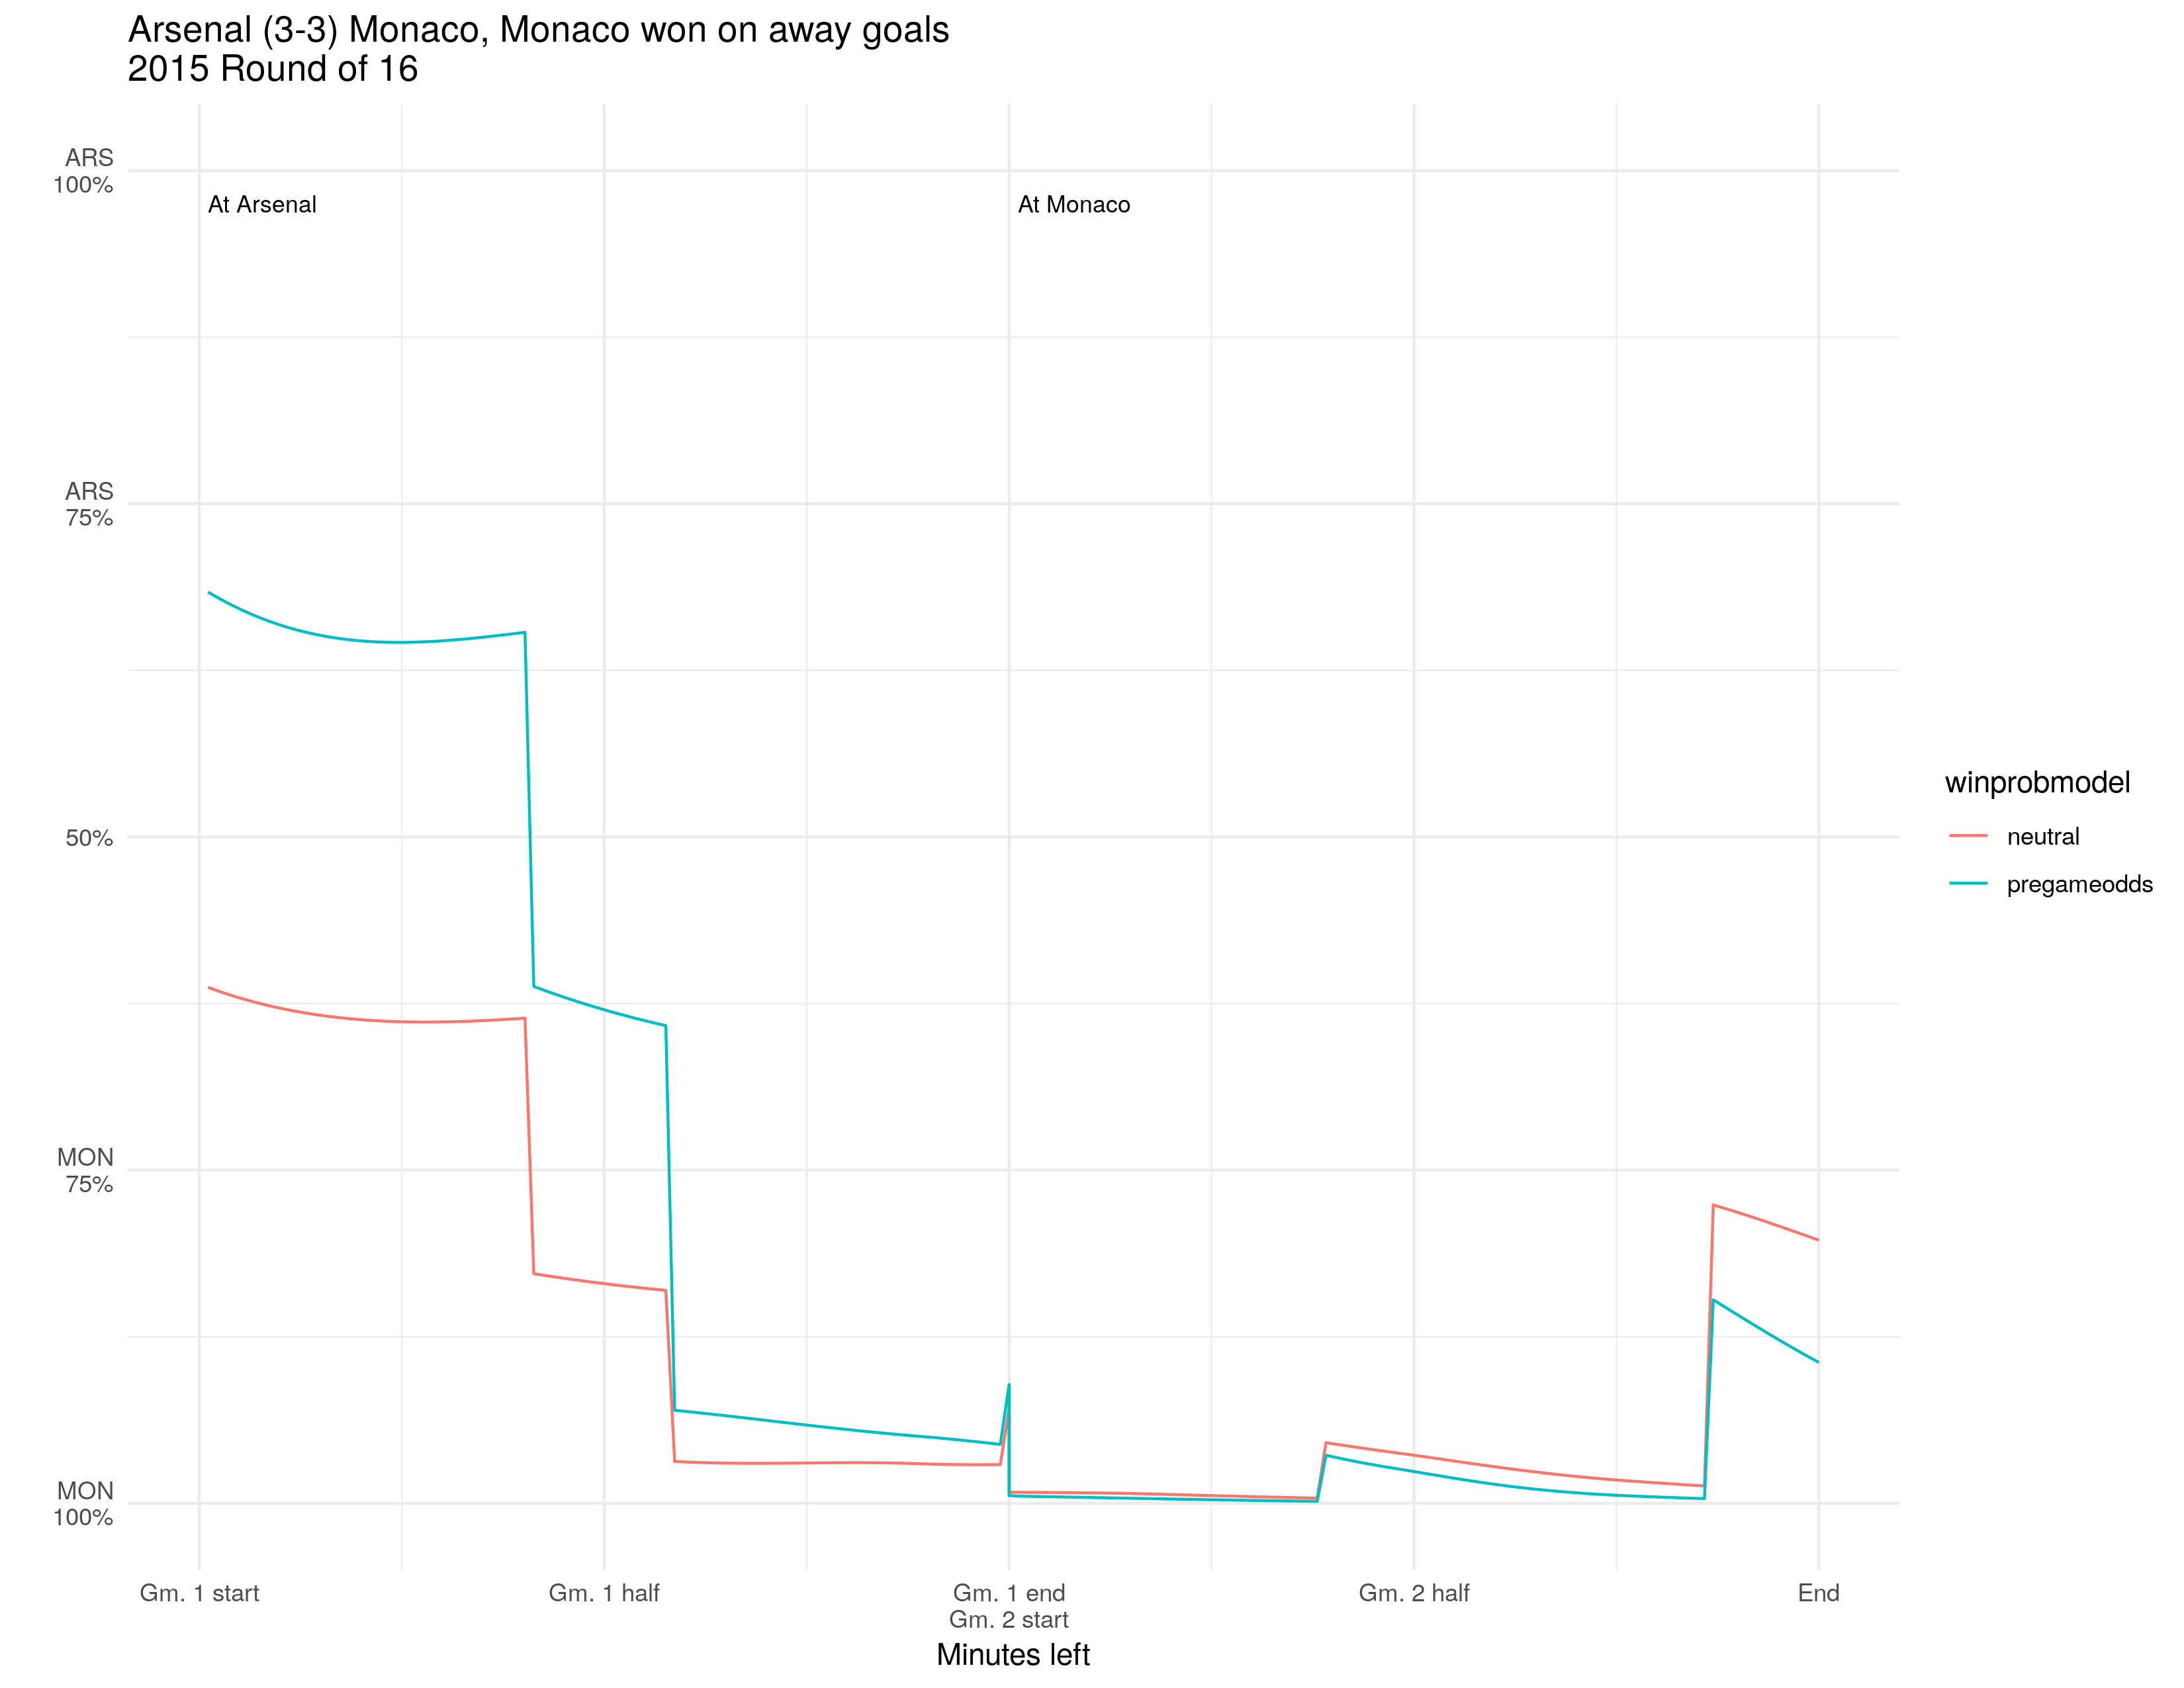 Arsenal (3-3) Monaco, Monaco won on away goals
2015 Round of 16
ARS
100%
At Arsenal
At Monaco
ARS
75%
50%
MON
75%
MON
100%
winprobmodel
neutral
pregameodds
Gm. 1 start
Gm. 1 half
Gm. 1 end
Gm. 2 start
Gm. 2 half
End
Minutes left